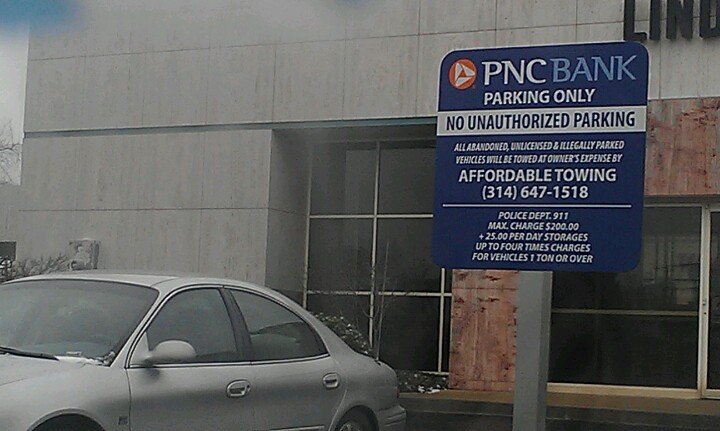 LIND
PNC BANK
PARKING ONLY
NO UNAUTHORIZED PARKING
ALL ABANDONED, UNLICENSED & ILLEGALLY PARKED
VEHICLES WILL BE TOWED AT OWNER'S EXPENSE BY
AFFORDABLE TOWING
(314) 647-1518
POLICE DEPT. 911
MAX. CHARGE $200.00
+ 25.00 PER DAY STORAGES
UP TO FOUR TIMES CHARGES
FOR VEHICLES 1 TON OR OVER